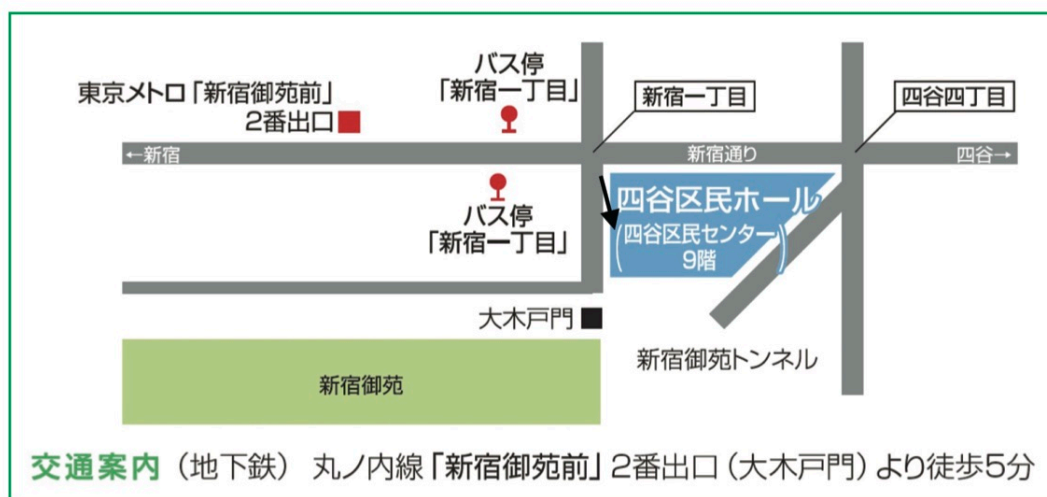 東京メトロ「新宿御苑前」
2番出口
バス停
「新宿一丁目」
新宿一丁目
四谷四丁目
←新宿
新宿通り
四谷→
バス停
「新宿一丁目」
四谷区民ホール
(四谷区民センター
9階)
大木戸門
新宿御苑トンネル
新宿御苑
交通案内 (地下鉄) 丸ノ内線「新宿御苑前」2番出口(大木戸門)より徒歩5分